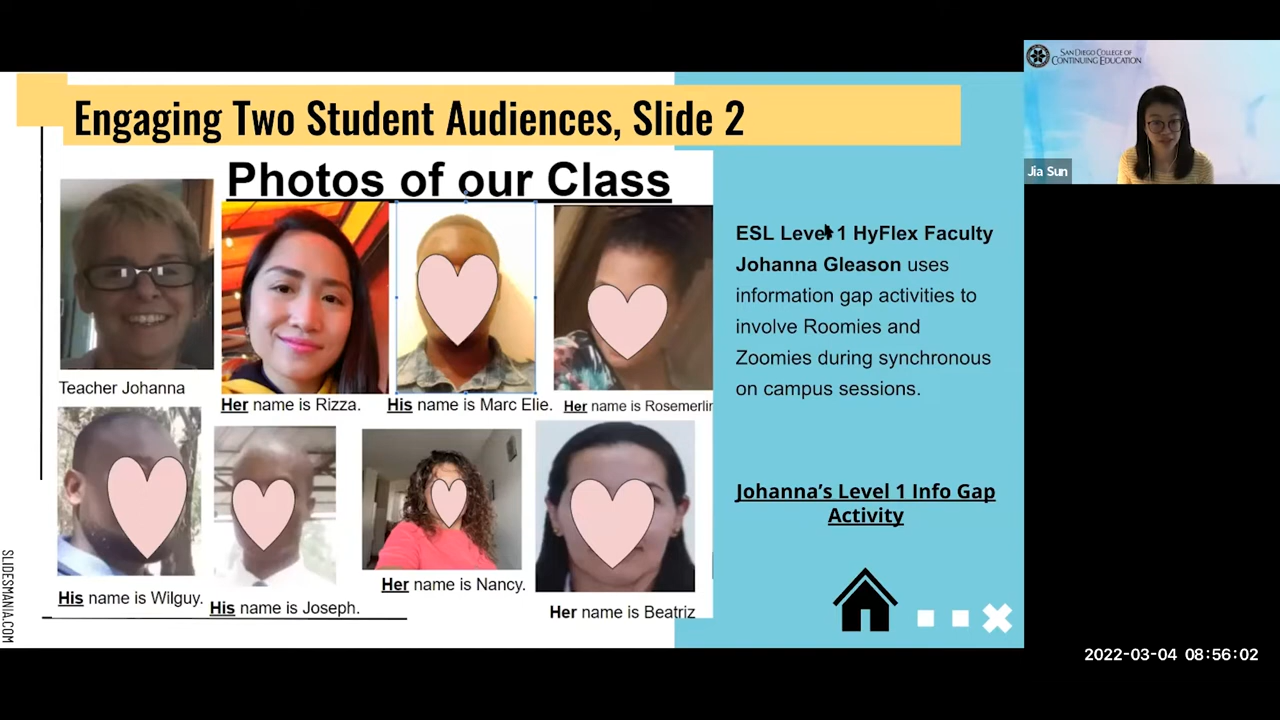 Engaging Two Student Audiences, Slide 2
Photos of our Class
Teacher Johanna
Her name is Rizza.
His name is Marc Elie.
Her name is Rosemerlin
His name is Wilguy.
His name is Joseph.
Her name is Nancy.
Her name is Beatriz
ESL Level 1 HyFlex Faculty
Johanna Gleason uses
information gap activities to
involve Roomies and
Zoomies during synchronous
on campus sessions.
Johanna's Level 1 Info Gap
Activity
SLIDESMANIA.COM
SAN DIEGO COLLEGE OF
CONTINUING EDUCATION
Jia Sun
2022-03-04 08:56:02